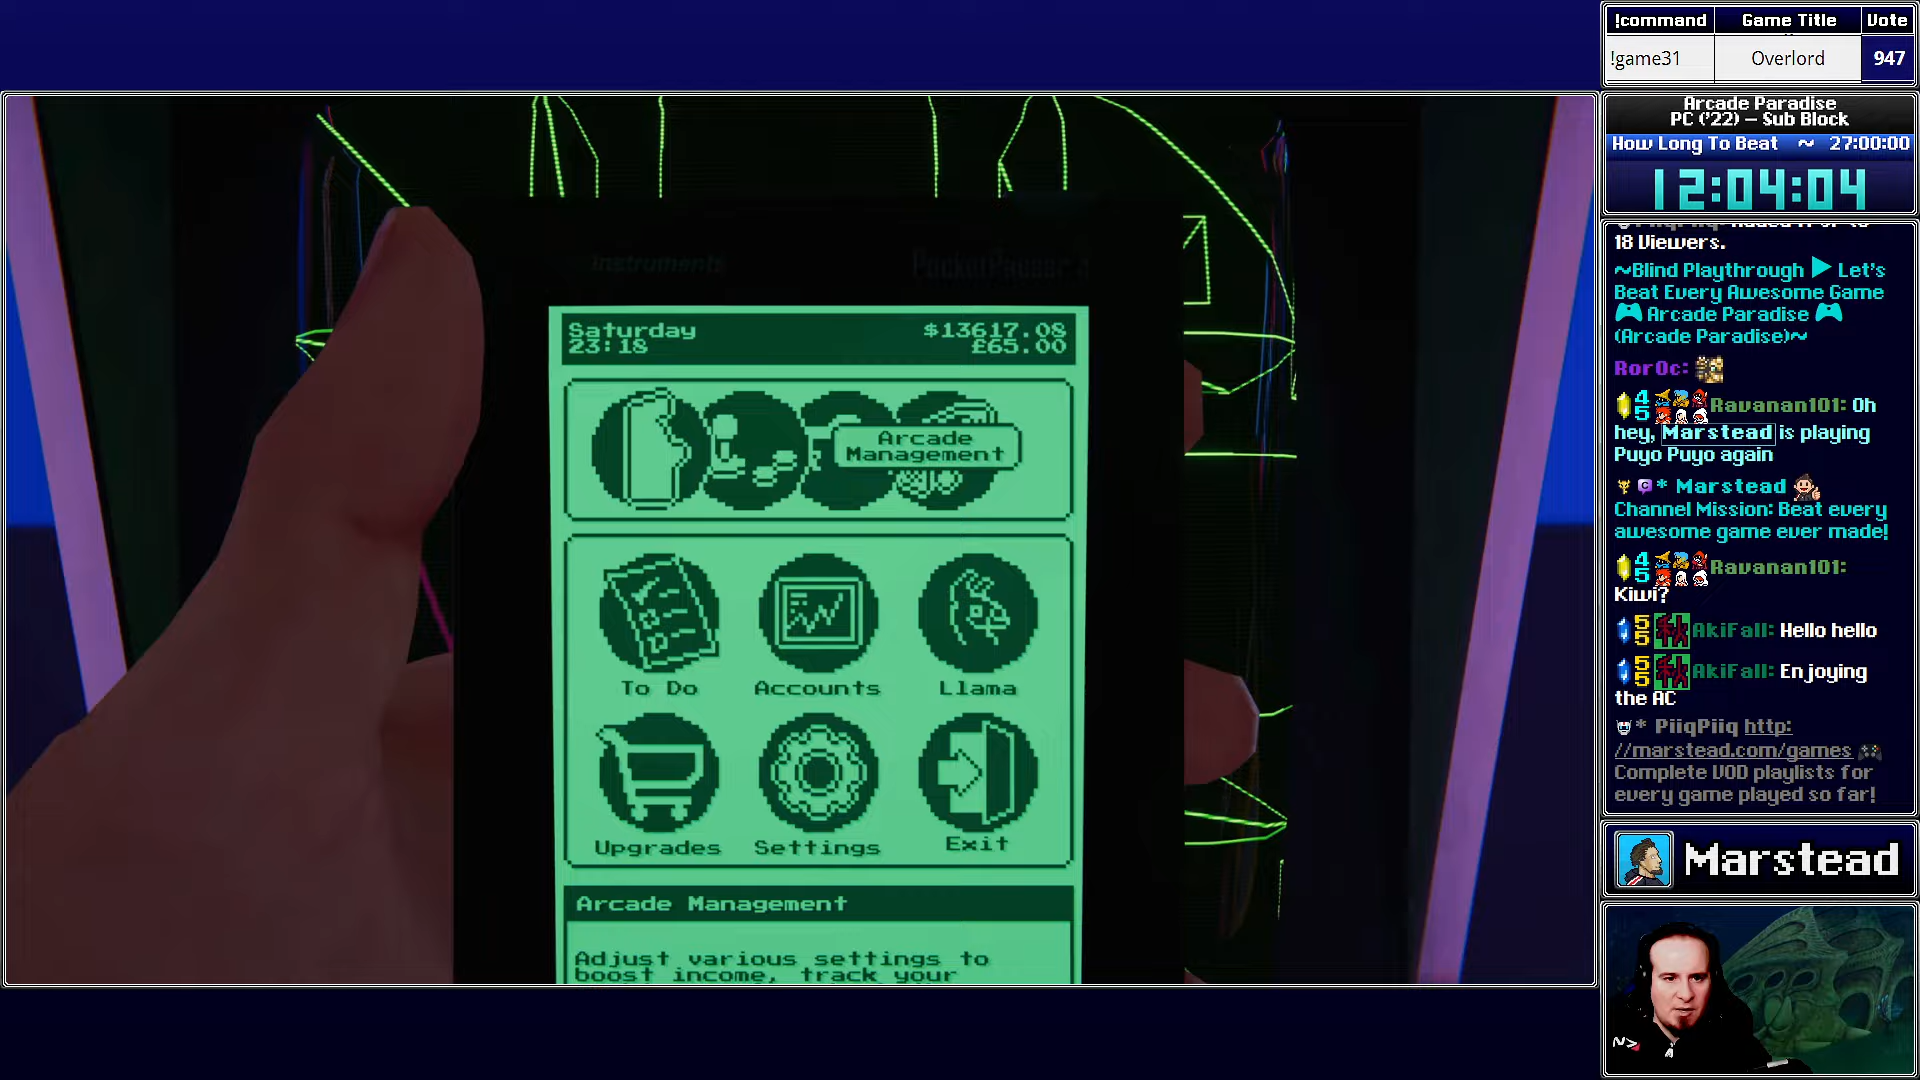 !command Game Title Vote
!game31 Overlord 947
Arcade Paradise
PC ('22) – Sub Block
How Long To Beat ~ 27:00:00
12:04:04
18 Viewers.
~Blind Playthrough ▶ Let's
Beat Every Awesome Game
🎮 Arcade Paradise 🎮
(Arcade Paradise)~
RorOc:
45 Ravanan101: Oh
hey, Marstead is playing
Puyo Puyo again
* Marstead
Channel Mission: Beat every
awesome game ever made!
45 Ravanan101:
Kiwi?
55 AkiFall: Hello hello
55 AkiFall: Enjoying
the AC
* PiiqPiiq http:
//marstead.com/games 🎮
Complete VOD playlists for
every game played so far!
Marstead
~>
Instruments
Saturday $13617.08
23:18 £65.00
Arcade
Management
To Do Accounts Llama
Upgrades Settings Exit
Arcade Management
Adjust various settings to
boost income, track your